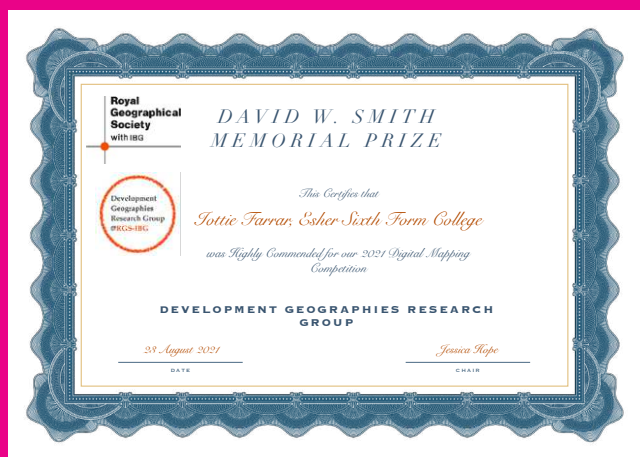 Royal
Geographical
Society
with IBG
DAVID W. SMITH
MEMORIAL PRIZE
This Certifies that
Development
Geographies
Research Group
@RGS-IBG
Tottie Farrar, Esher Sixth Form College
was Highly Commended for our 2021 Digital Mapping
Competition
DEVELOPMENT GEOGRAPHIES RESEARCH
GROUP
23 August 2021
Jessica Hope
DATE
CHAIR